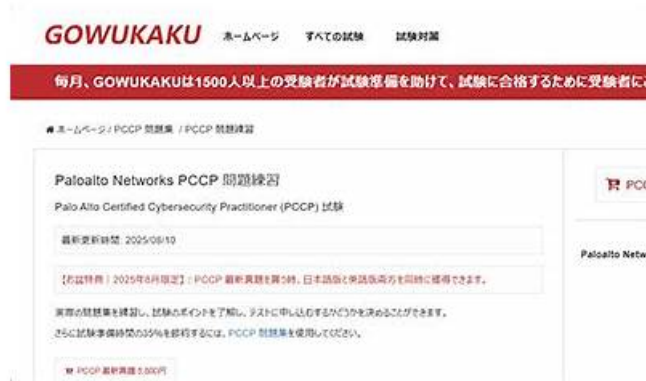 GOWUKAKU ホームページ すべての試験 試験対策
毎月、GOWUKAKUは1500人以上の受験者が試験準備を助けて、試験に合格するために受験者に
ホームページ / PCCP 問題集 / PCCP 問題練習
Paloalto Networks PCCP 問題練習
Palo Alto Certified Cybersecurity Practitioner (PCCP) 試験
PCC
最新更新時間: 2025/08/10
Paloalto Netw
【お盆特典｜2025年8月限定】：PCCP 最新真題を買う時、日本語版と英語版両方を同時に獲得できます。
実際の問題集を練習し、試験のポイントを了解し、テストに申し込むするかどうかを決めることができます。
さらに試験準備時間の35%を節約するには、PCCP 問題集を使用してください。
PCCP 最新真題 5,800円